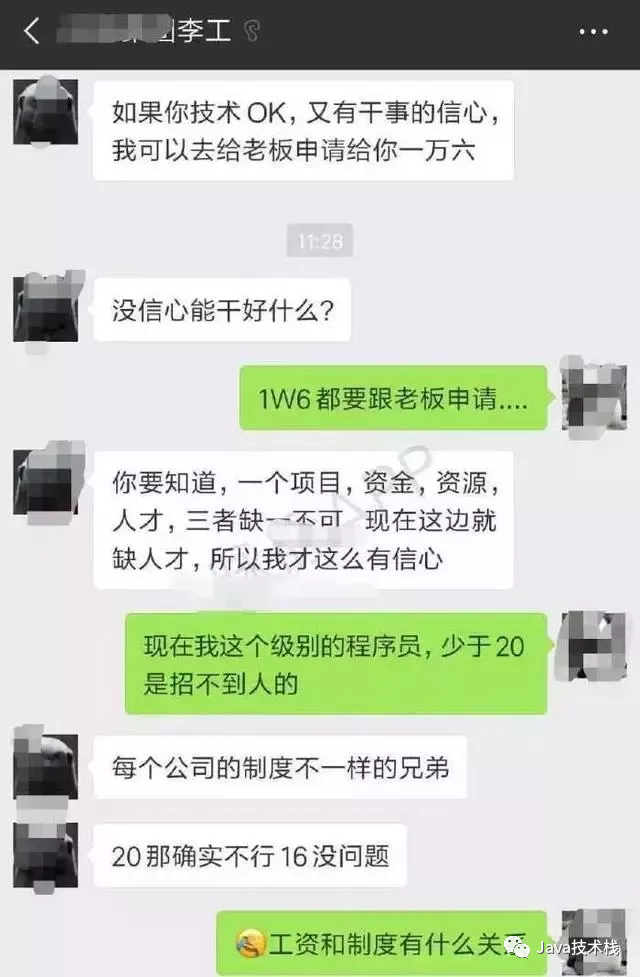 李工
如果你技术OK，又有干事的信心，
我可以去给老板申请给你一万六
11:28
没信心能干好什么？
1W6都要跟老板申请....
你要知道，一个项目，资金，资源，
人才，三者缺一不可 现在这边就
缺人才，所以我才这么有信心
现在我这个级别的程序员，少于20
是招不到人的
每个公司的制度不一样的兄弟
20那确实不行16没问题
工资和制度有什么关系
Java技术栈